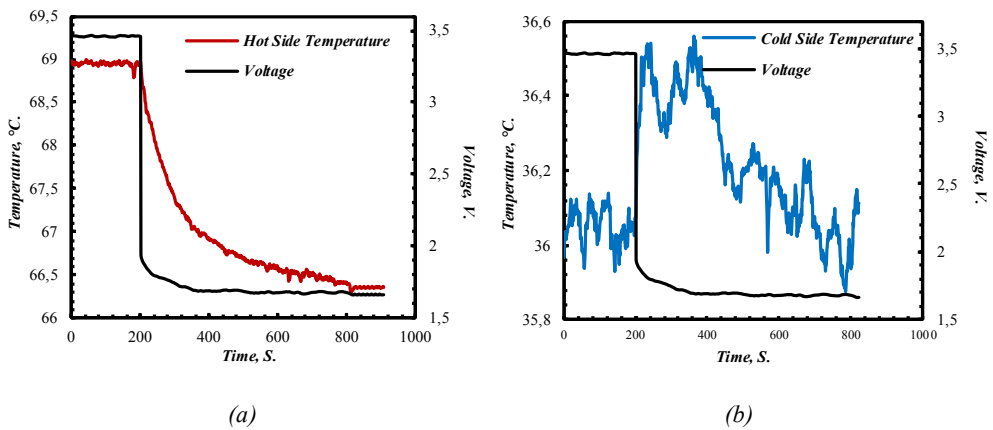 69,5
69
68,5
68
67,5
67
66,5
66
Temperature, °C.
Hot Side Temperature
Voltage
3,5
3
2,5
2
1,5
Voltage, V.
0
200
400
600
800
1000
Time, S.
(a)
36,6
36,4
36,2
36
35,8
Temperature, °C.
Cold Side Temperature
Voltage
3,5
3
2,5
2
1,5
Voltage, V.
0
200
400
600
800
1000
Time, S.
(b)